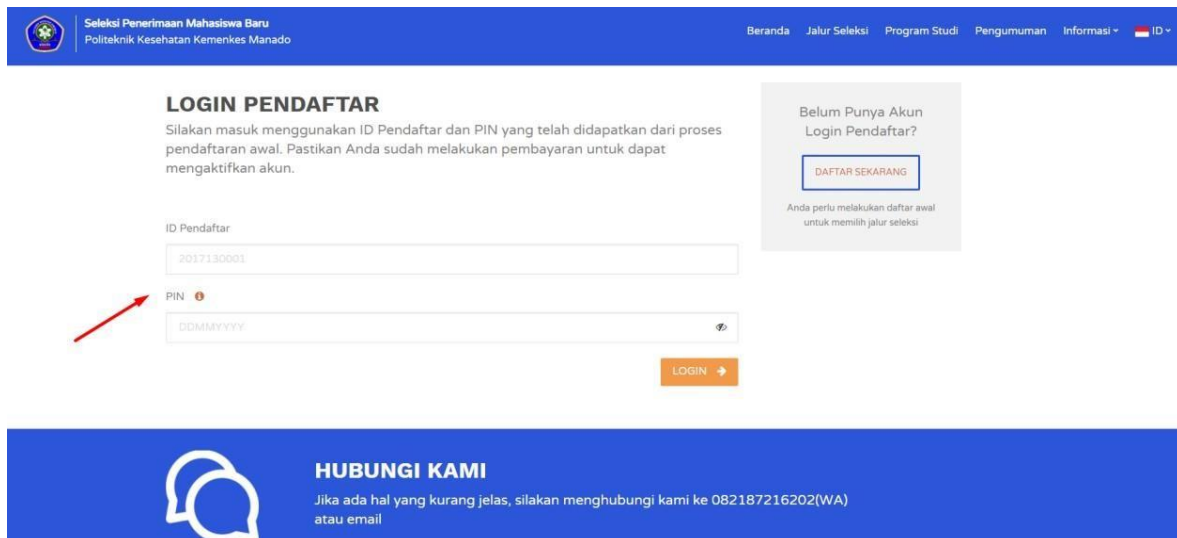 Seleksi Penerimaan Mahasiswa Baru
Politeknik Kesehatan Kemenkes Manado
Beranda Jalur Seleksi Program Studi Pengumuman Informasi ID
LOGIN PENDAFTAR
Silakan masuk menggunakan ID Pendaftar dan PIN yang telah didapatkan dari proses
pendaftaran awal. Pastikan Anda sudah melakukan pembayaran untuk dapat
mengaktifkan akun.
ID Pendaftar
2017130001
PIN
DDMMYYYY
LOGIN
Belum Punya Akun
Login Pendaftar?
DAFTAR SEKARANG
Anda perlu melakukan daftar awal
untuk memilih jalur seleksi
HUBUNGI KAMI
Jika ada hal yang kurang jelas, silakan menghubungi kami ke 082187216202(WA)
atau email